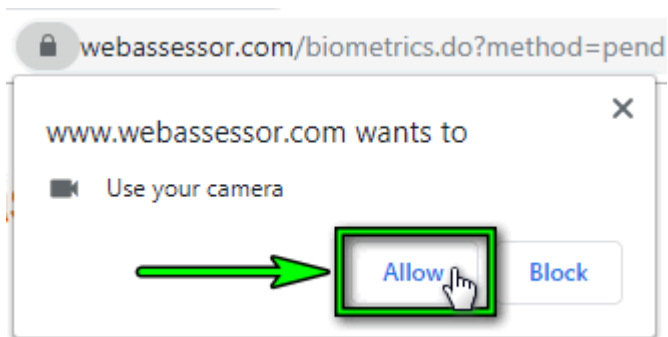 webassessor.com/biometrics.do?method=pend
www.webassessor.com wants to
Use your camera
Allow
Block